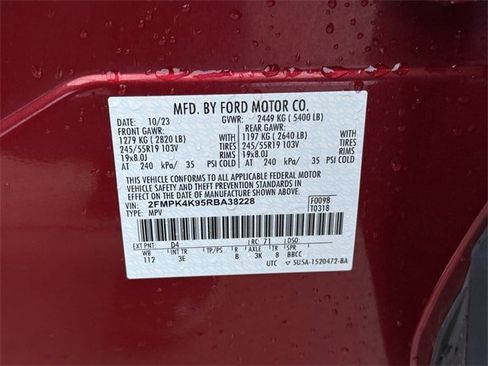 MFD. BY FORD MOTOR CO.
10/23 GVWR: 2449 KG ( 5400 LB)
FRONT GAWR: REAR GAWR:
1279 KG ( 2820 LB) 1197 KG ( 2640 LB)
245/55R19 103V TIRES 245/55R19 103V TIRES
19x8.0J RIMS 19x8.0J RIMS
AT 240 kPa/ 35 PSI COLD AT 240 kPa/ 35 PSI COLD
THIS VEHICLE CONFORMS TO ALL APPLICABLE FEDERAL MOTOR
VEHICLE SAFETY AND THEFT PREVENTION STANDARDS IN
EFFECT ON THE DATE OF MANUFACTURE SHOWN ABOVE.
VIN: 2FMPK4K95RBA38228 F0098
TYPE: MPV T0318
EXT PNT: D4 RC: 71 DSO:
WB INT TR TP/PS R AXLE TR SPR
112 3E B 3K 8 BBCC
UTC ▽ 5U5A-1520472-BA